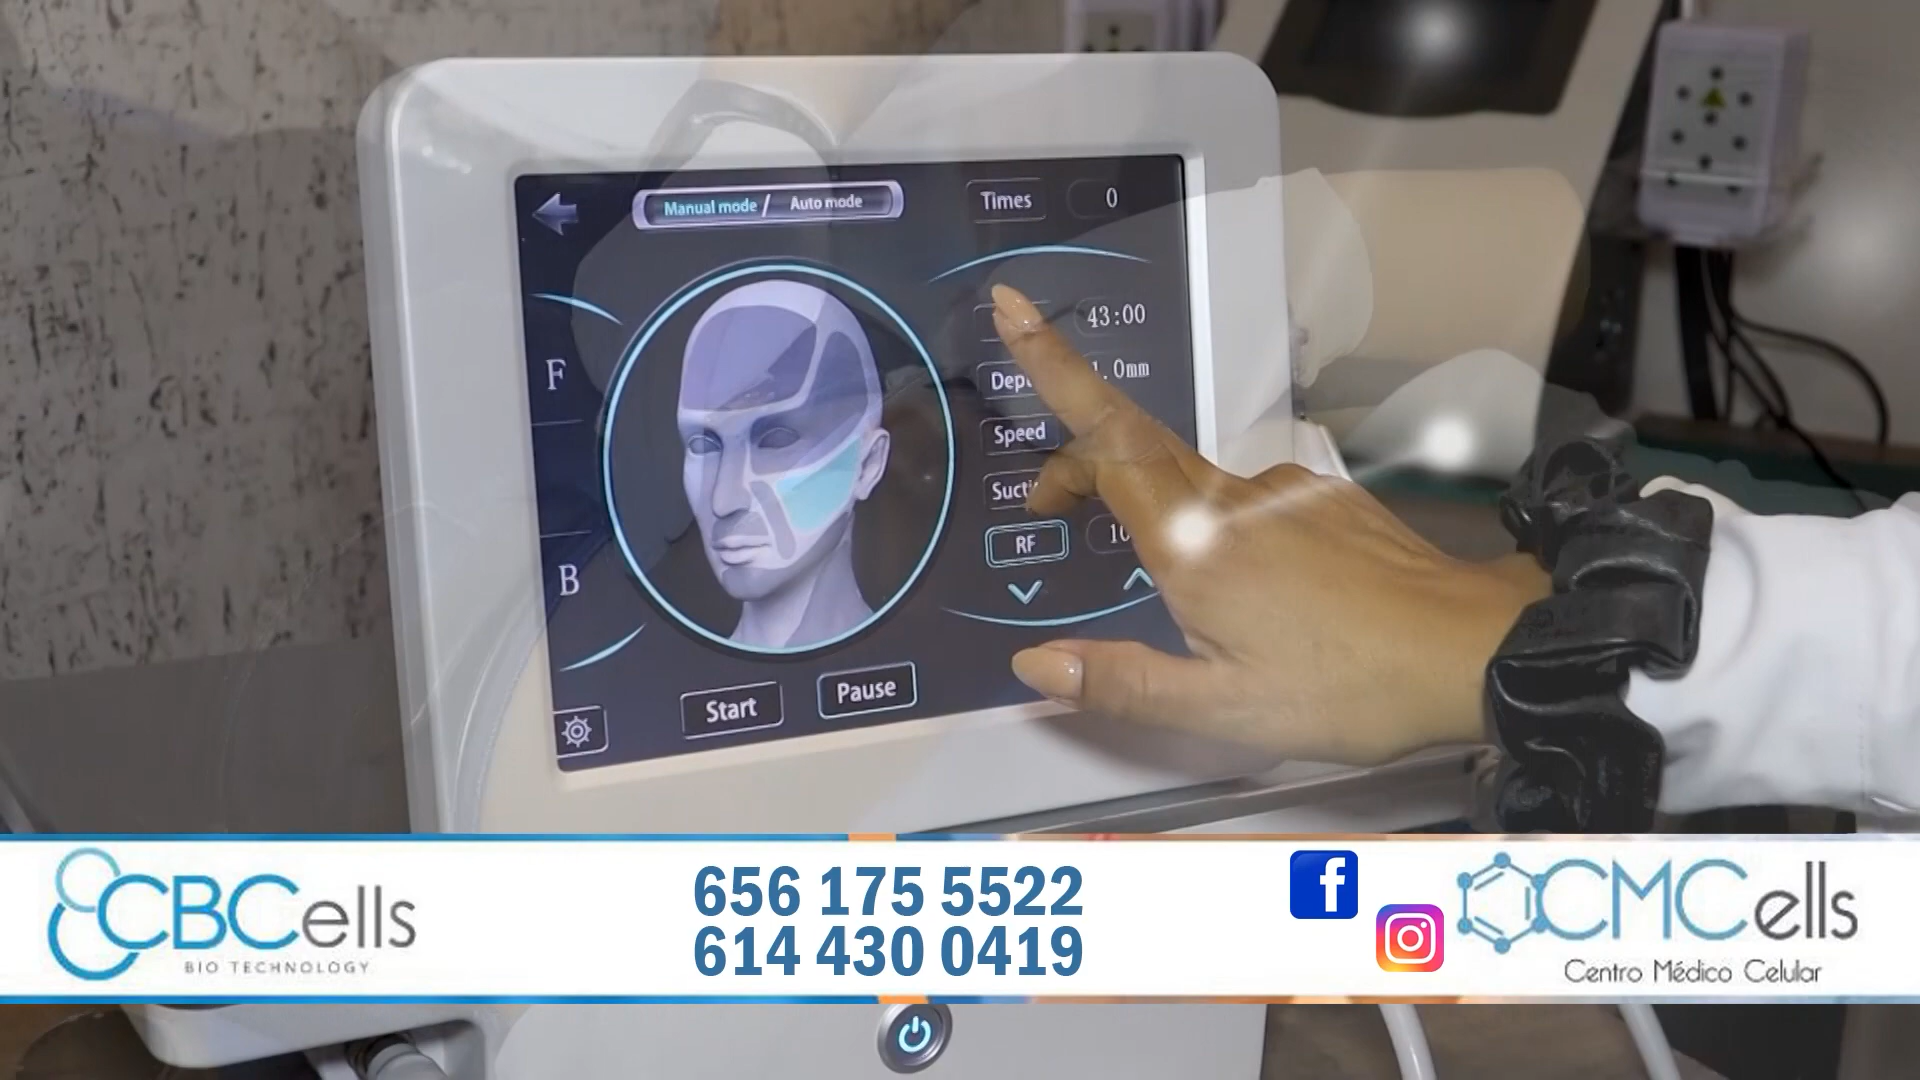 Manual mode / Auto mode
Times 0
43:00
F
Speed
RF
B
Start
Pause
CBCells
BIO TECHNOLOGY
656 175 5522
614 430 0419
CMCells
Centro Médico Celular